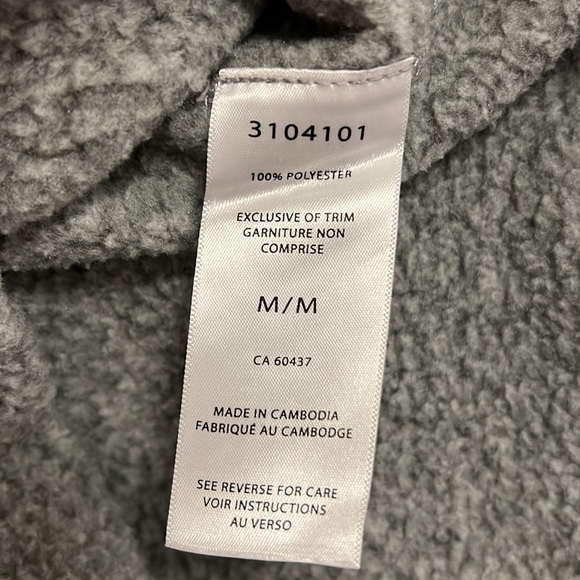 3104101
100% POLYESTER
EXCLUSIVE OF TRIM
GARNITURE NON
COMPRISE
M/M
CA 60437
MADE IN CAMBODIA
FABRIQUÉ AU CAMBODGE
SEE REVERSE FOR CARE
VOIR INSTRUCTIONS
AU VERSO